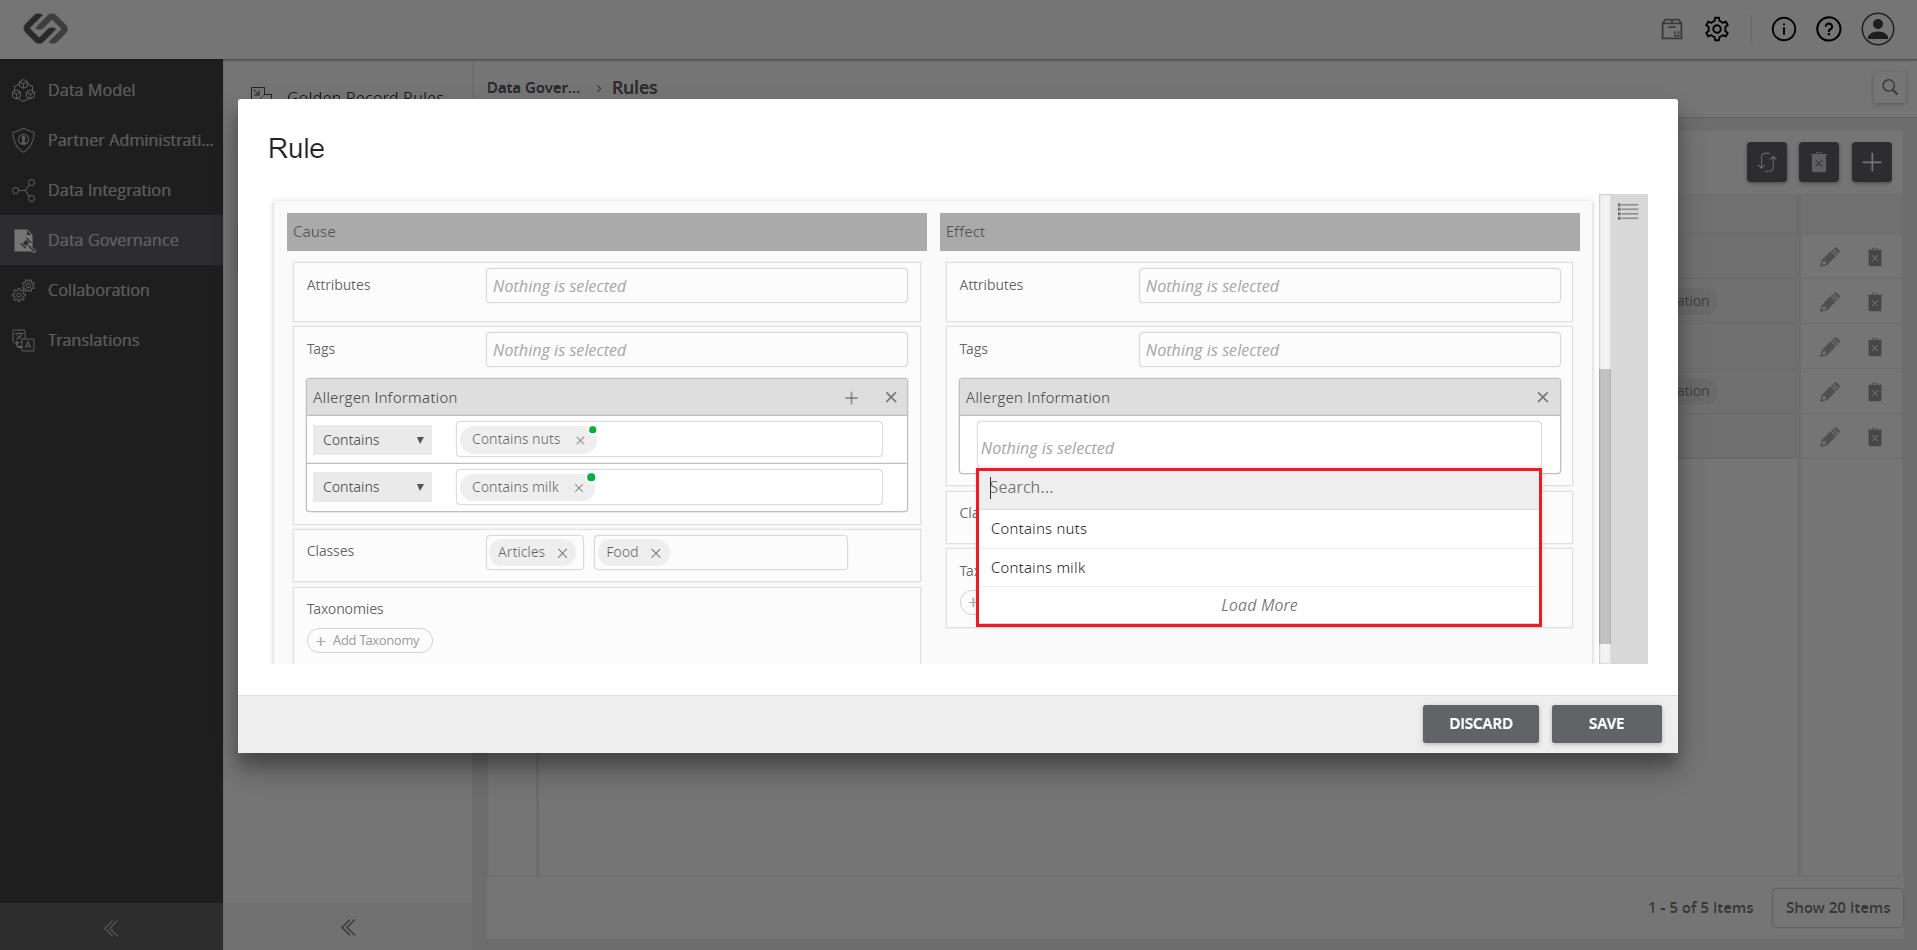 Data Model
Partner Administrati...
Data Integration
Data Governance
Collaboration
Translations
Golden Record Rules
Data Gover... › Rules
Rule
Cause
Attributes
Nothing is selected
Tags
Nothing is selected
Allergen Information
Contains
Contains nuts
Contains
Contains milk
Classes
Articles
Food
Taxonomies
+ Add Taxonomy
Effect
Attributes
Nothing is selected
Tags
Nothing is selected
Allergen Information
Nothing is selected
Search...
Contains nuts
Contains milk
Load More
Cla
Tax
ation
ation
DISCARD
SAVE
1 - 5 of 5 Items
Show 20 Items